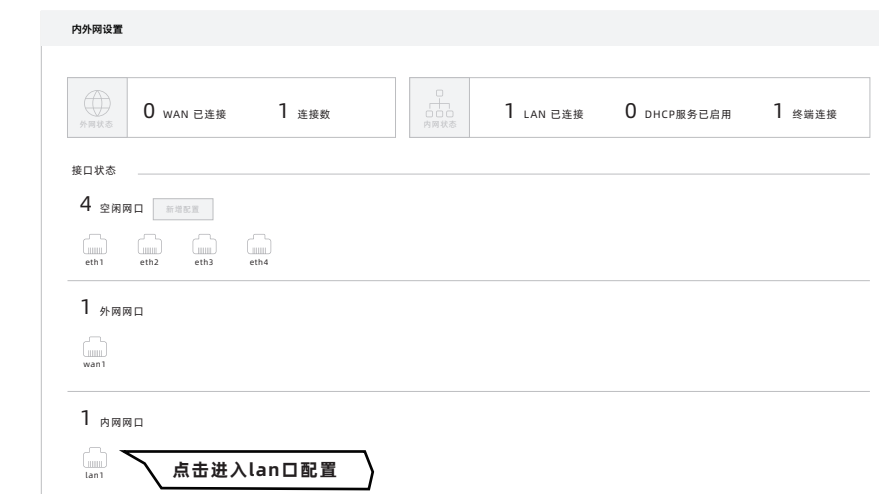 内外网设置
外网状态
0 WAN 已连接
1 连接数
内网状态
1 LAN 已连接
0 DHCP服务已启用
1 终端连接
接口状态
4 空闲网口
新增配置
eth1 eth2 eth3 eth4
1 外网网口
wan1
1 内网网口
lan1
点击进入lan口配置